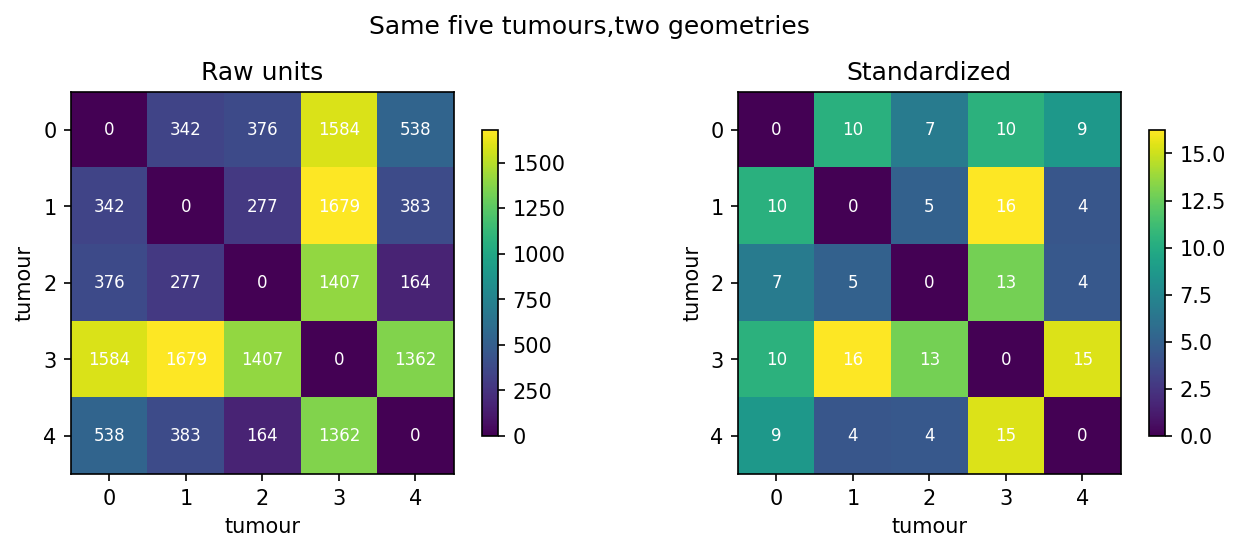 Same five tumours,two geometries
Raw units
0 0 342 376 1584 538
1 342 0 277 1679 383
2 376 277 0 1407 164
3 1584 1679 1407 0 1362
4 538 383 164 1362 0
0 1 2 3 4
tumour
tumour
1500
1250
1000
750
500
250
0
Standardized
0 0 10 7 10 9
1 10 0 5 16 4
2 7 5 0 13 4
3 10 16 13 0 15
4 9 4 4 15 0
0 1 2 3 4
tumour
tumour
15.0
12.5
10.0
7.5
5.0
2.5
0.0